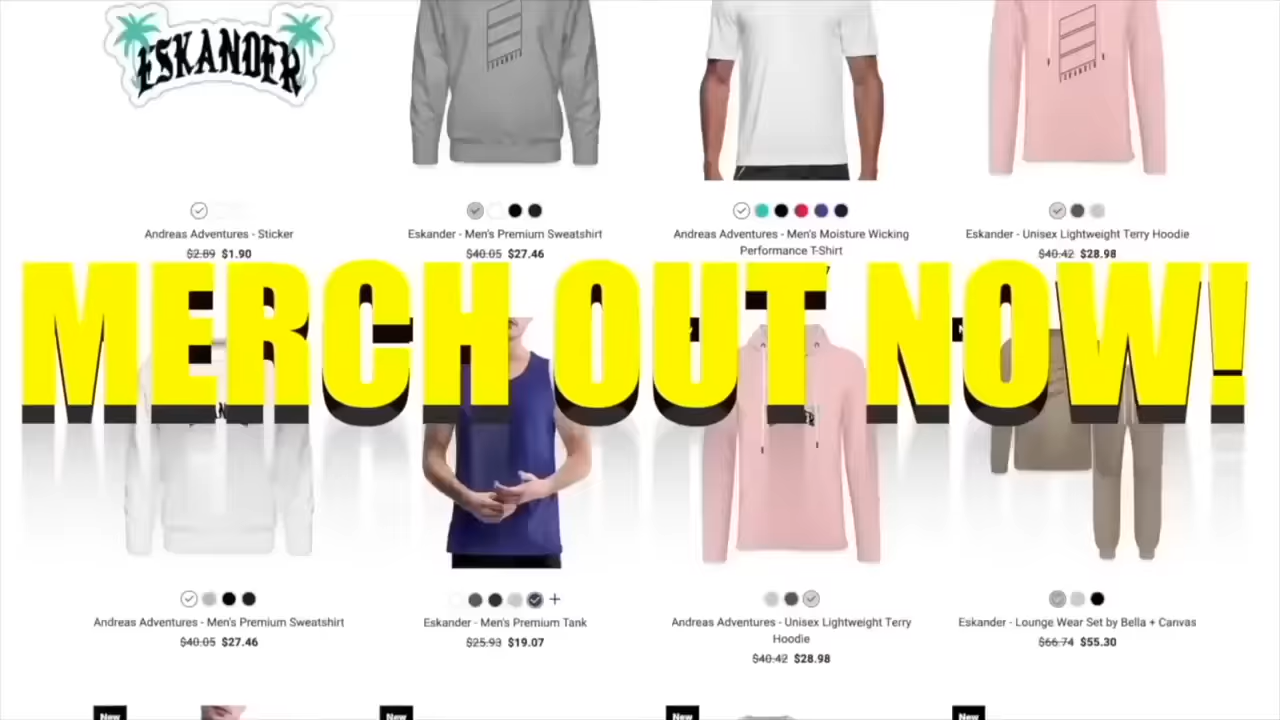 ESKANDER
ESKANDER
ESKANDER
Andreas Adventures - Sticker
$2.89 $1.90
Eskander - Men's Premium Sweatshirt
$40.05 $27.46
Andreas Adventures - Men's Moisture Wicking
Performance T-Shirt
Eskander - Unisex Lightweight Terry Hoodie
$40.42 $28.98
MERCH OUT NOW!
Andreas Adventures - Men's Premium Sweatshirt
$40.05 $27.46
Eskander - Men's Premium Tank
$25.93 $19.07
Andreas Adventures - Unisex Lightweight Terry
Hoodie
$40.42 $28.98
Eskander - Lounge Wear Set by Bella + Canvas
$66.74 $55.30
New
New
New
New